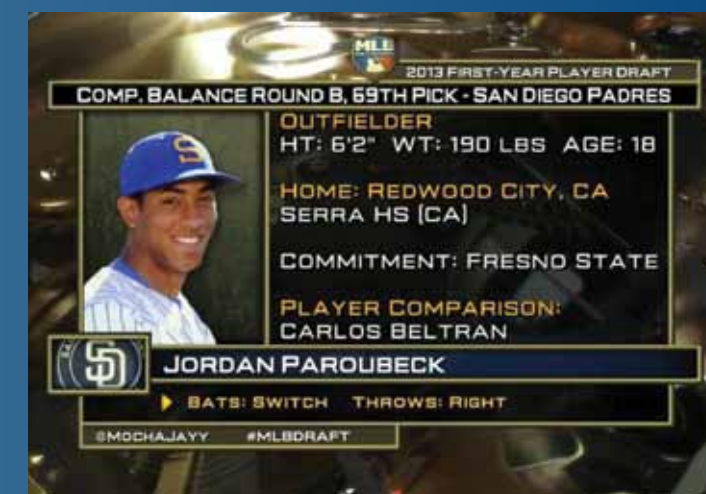 MLB
2013 FIRST-YEAR PLAYER DRAFT
COMP. BALANCE ROUND B, 69TH PICK - SAN DIEGO PADRES
OUTFIELDER
HT: 6'2" WT: 190 LBS AGE: 18
HOME: REDWOOD CITY, CA
SERRA HS (CA)
COMMITMENT: FRESNO STATE
PLAYER COMPARISON:
CARLOS BELTRAN
S
SD
JORDAN PAROUBECK
BATS: SWITCH THROWS: RIGHT
@MOCHAJAYY #MLBDRAFT